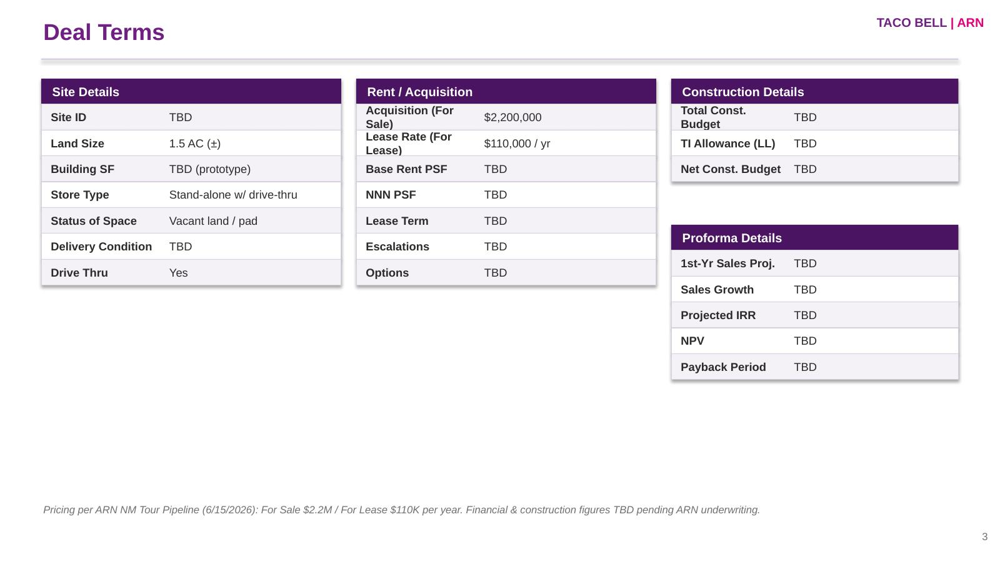 Deal Terms
TACO BELL | ARN
Site Details
Site ID TBD
Land Size 1.5 AC (±)
Building SF TBD (prototype)
Store Type Stand-alone w/ drive-thru
Status of Space Vacant land / pad
Delivery Condition TBD
Drive Thru Yes
Rent / Acquisition
Acquisition (For
Sale) $2,200,000
Lease Rate (For
Lease) $110,000 / yr
Base Rent PSF TBD
NNN PSF TBD
Lease Term TBD
Escalations TBD
Options TBD
Construction Details
Total Const.
Budget TBD
TI Allowance (LL) TBD
Net Const. Budget TBD
Proforma Details
1st-Yr Sales Proj. TBD
Sales Growth TBD
Projected IRR TBD
NPV TBD
Payback Period TBD
Pricing per ARN NM Tour Pipeline (6/15/2026): For Sale $2.2M / For Lease $110K per year. Financial & construction figures TBD pending ARN underwriting.
3